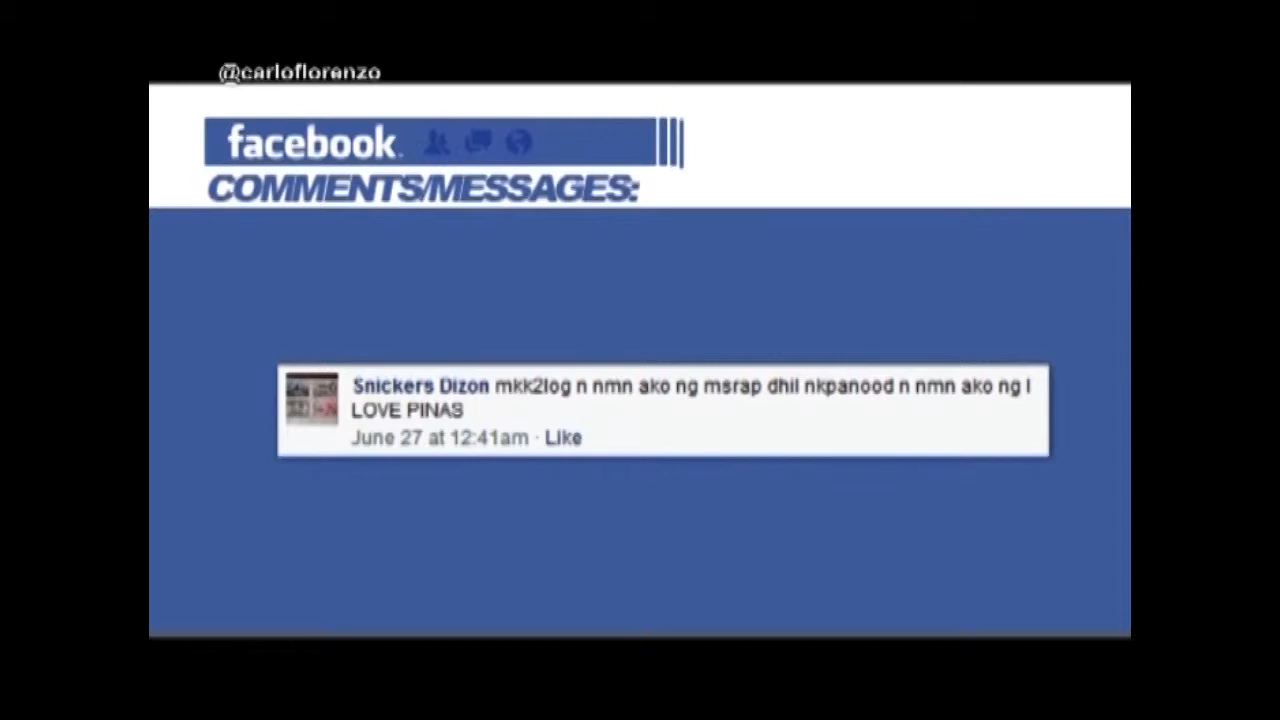 @carloflorenzo
facebook.
COMMENTS/MESSAGES:
Snickers Dizon mkk2log n nmn ako ng msrap dhil nkpanood n nmn ako ng I
LOVE PINAS
June 27 at 12:41am · Like